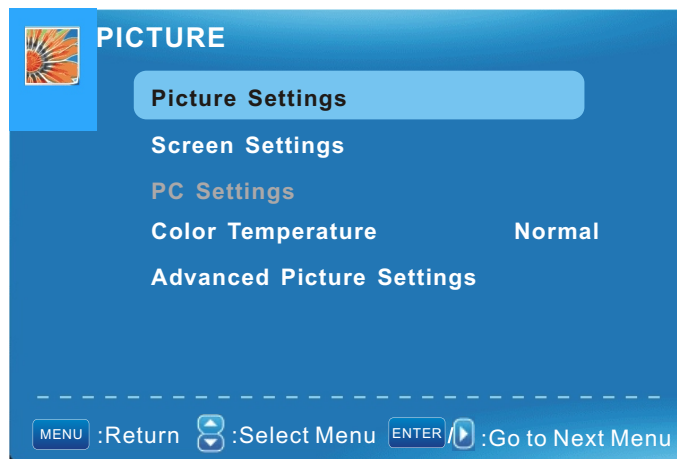 PICTURE
Picture Settings
Screen Settings
PC Settings
Color Temperature Normal
Advanced Picture Settings
MENU :Return :Select Menu ENTER / :Go to Next Menu